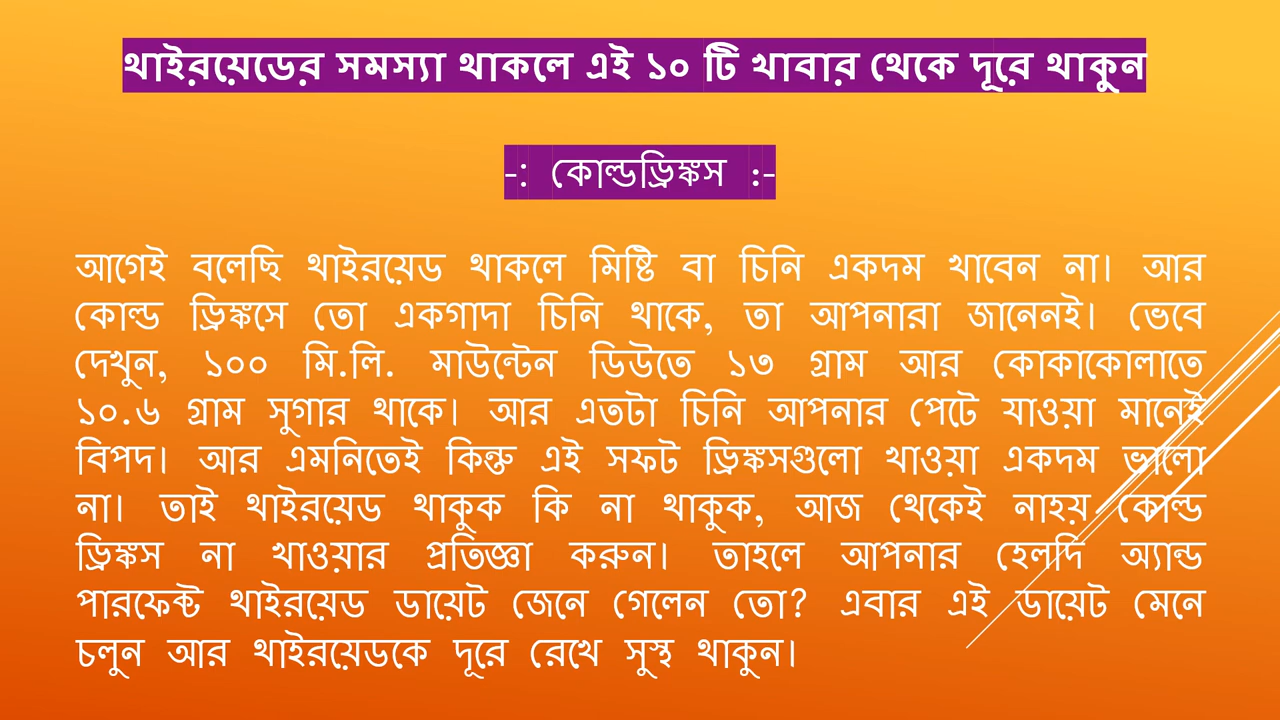 থাইরয়েডের সমস্যা থাকলে এই ১০ টি খাবার থেকে দূরে থাকুন
-: কোল্ডড্রিঙ্কস :-
আগেই বলেছি থাইরয়েড থাকলে মিষ্টি বা চিনি একদম খাবেন না। আর
কোল্ড ড্রিঙ্কসে তো একগাদা চিনি থাকে, তা আপনারা জানেনই। ভেবে
দেখুন, ১০০ মি.লি. মাউন্টেন ডিউতে ১৩ গ্রাম আর কোকাকোলাতে
১০.৬ গ্রাম সুগার থাকে। আর এতটা চিনি আপনার পেটে যাওয়া মানেই
বিপদ। আর এমনিতেই কিন্তু এই সফট ড্রিঙ্কসগুলো খাওয়া একদম ভালো
না। তাই থাইরয়েড থাকুক কি না থাকুক, আজ থেকেই নাহয় কোল্ড
ড্রিঙ্কস না খাওয়ার প্রতিজ্ঞা করুন। তাহলে আপনার হেলদি অ্যান্ড
পারফেক্ট থাইরয়েড ডায়েট জেনে গেলেন তো? এবার এই ডায়েট মেনে
চলুন আর থাইরয়েডকে দূরে রেখে সুস্থ থাকুন।